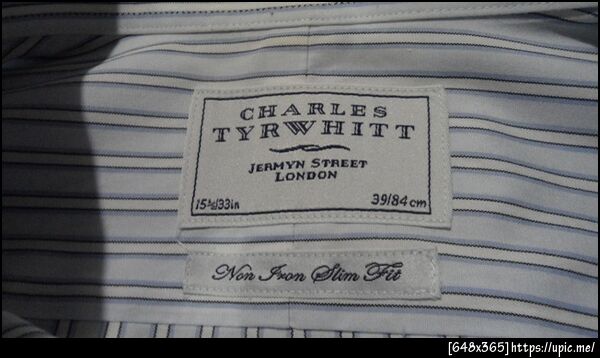 CHARLES
TYRWHITT
JERMYN STREET
LONDON
15½/33in 39/84cm
Non Iron Slim Fit
[648x365]https://upic.me/